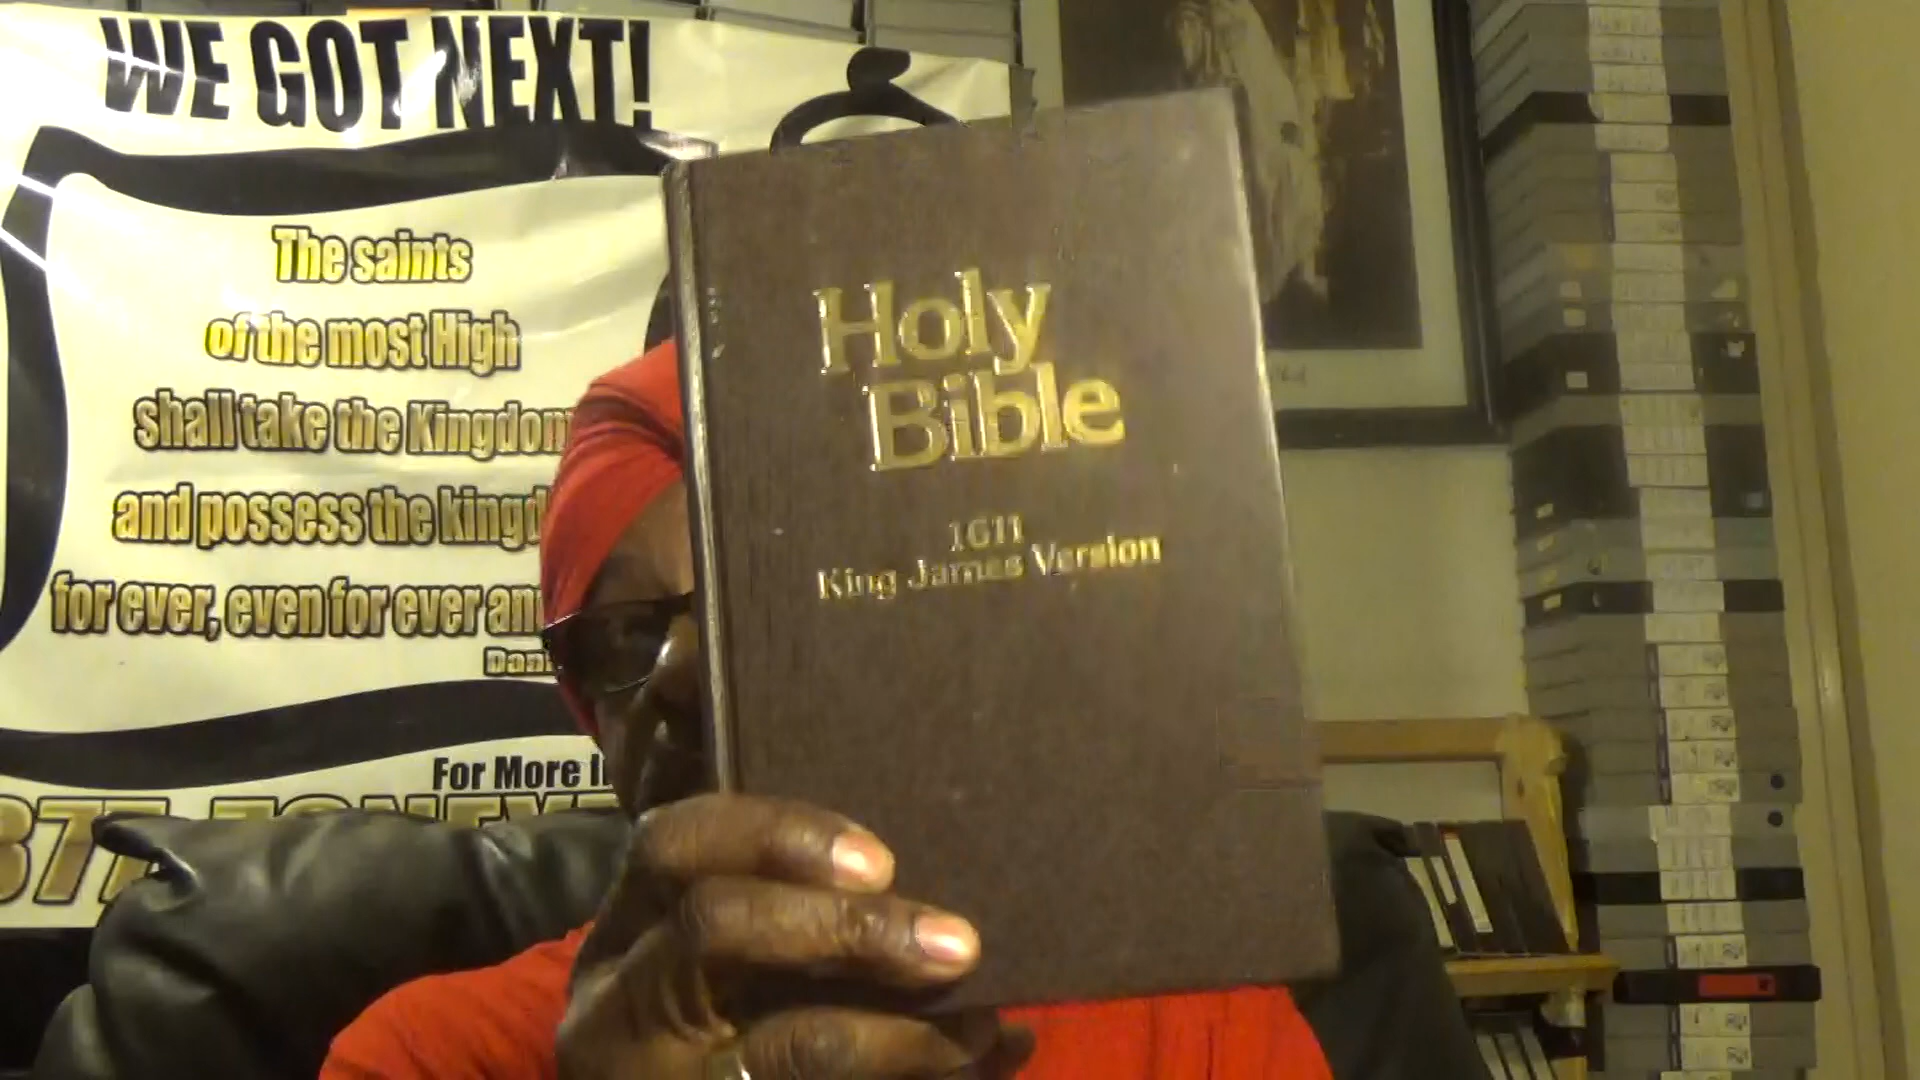 WE GOT NEXT!
The saints
of the most High
shall take the Kingdom
and possess the kingd
for ever, even for ever an
For More
877
Holy
Bible
1611
King James Version